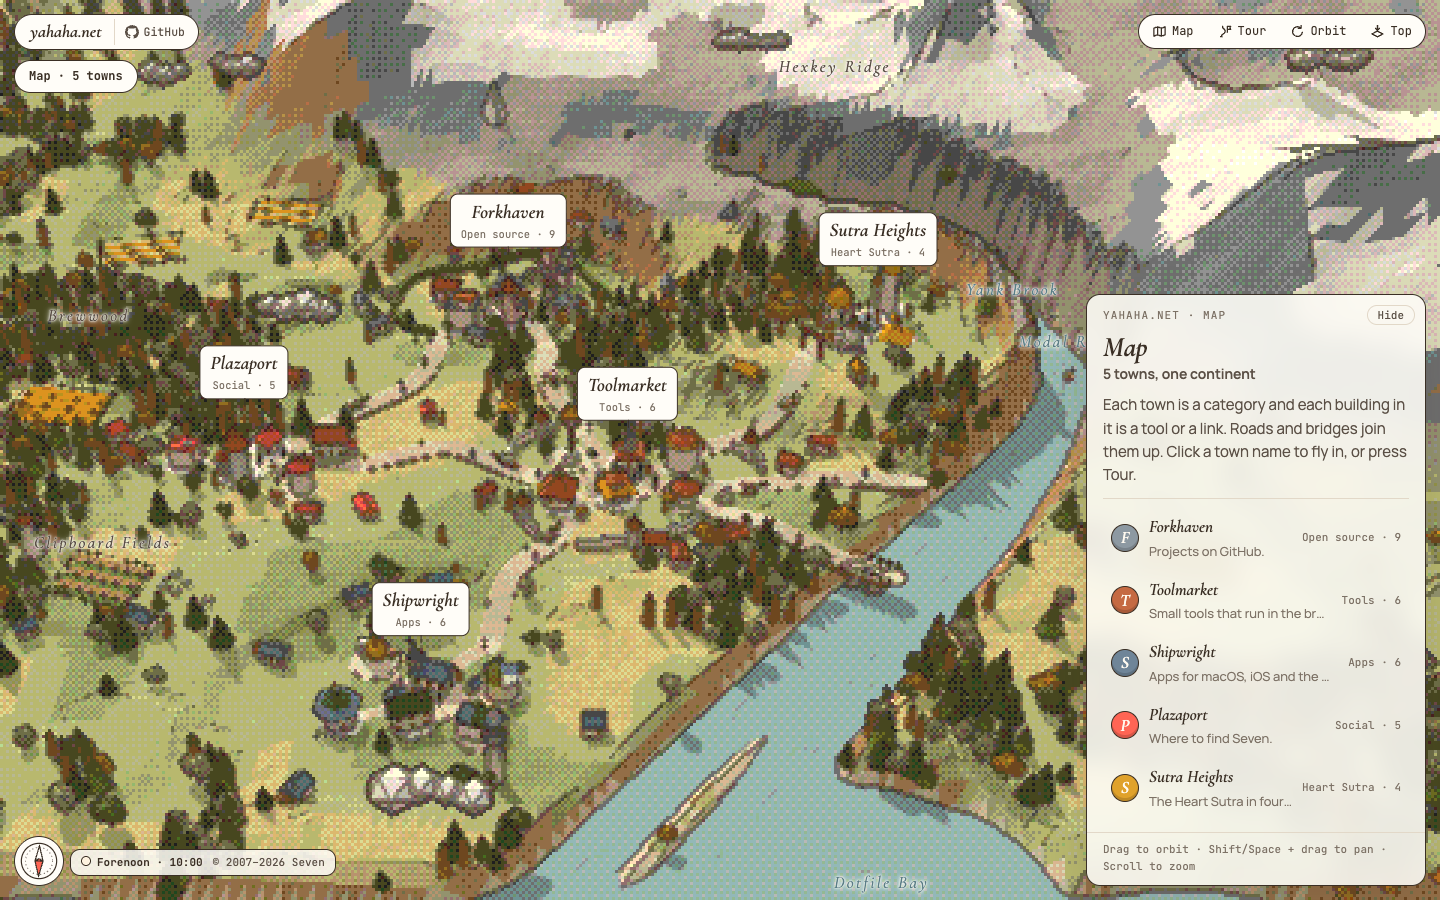 yahaha.net
GitHub
Map · 5 towns
Map
Tour
Orbit
Top
Hexkey Ridge
Forkhaven
Open source · 9
Sutra Heights
Heart Sutra · 4
Yank Brook
Brewwood
Modal R
Plazaport
Social · 5
Toolmarket
Tools · 6
Clipboard Fields
Shipwright
Apps · 6
Dotfile Bay
Forenoon · 10:00 © 2007–2026 Seven
YAHAHA.NET · MAP
Hide
Map
5 towns, one continent
Each town is a category and each building in
it is a tool or a link. Roads and bridges join
them up. Click a town name to fly in, or press
Tour.
F
Forkhaven
Projects on GitHub.
Open source · 9
T
Toolmarket
Small tools that run in the br…
Tools · 6
S
Shipwright
Apps for macOS, iOS and the …
Apps · 6
P
Plazaport
Where to find Seven.
Social · 5
S
Sutra Heights
The Heart Sutra in four…
Heart Sutra · 4
Drag to orbit · Shift/Space + drag to pan ·
Scroll to zoom